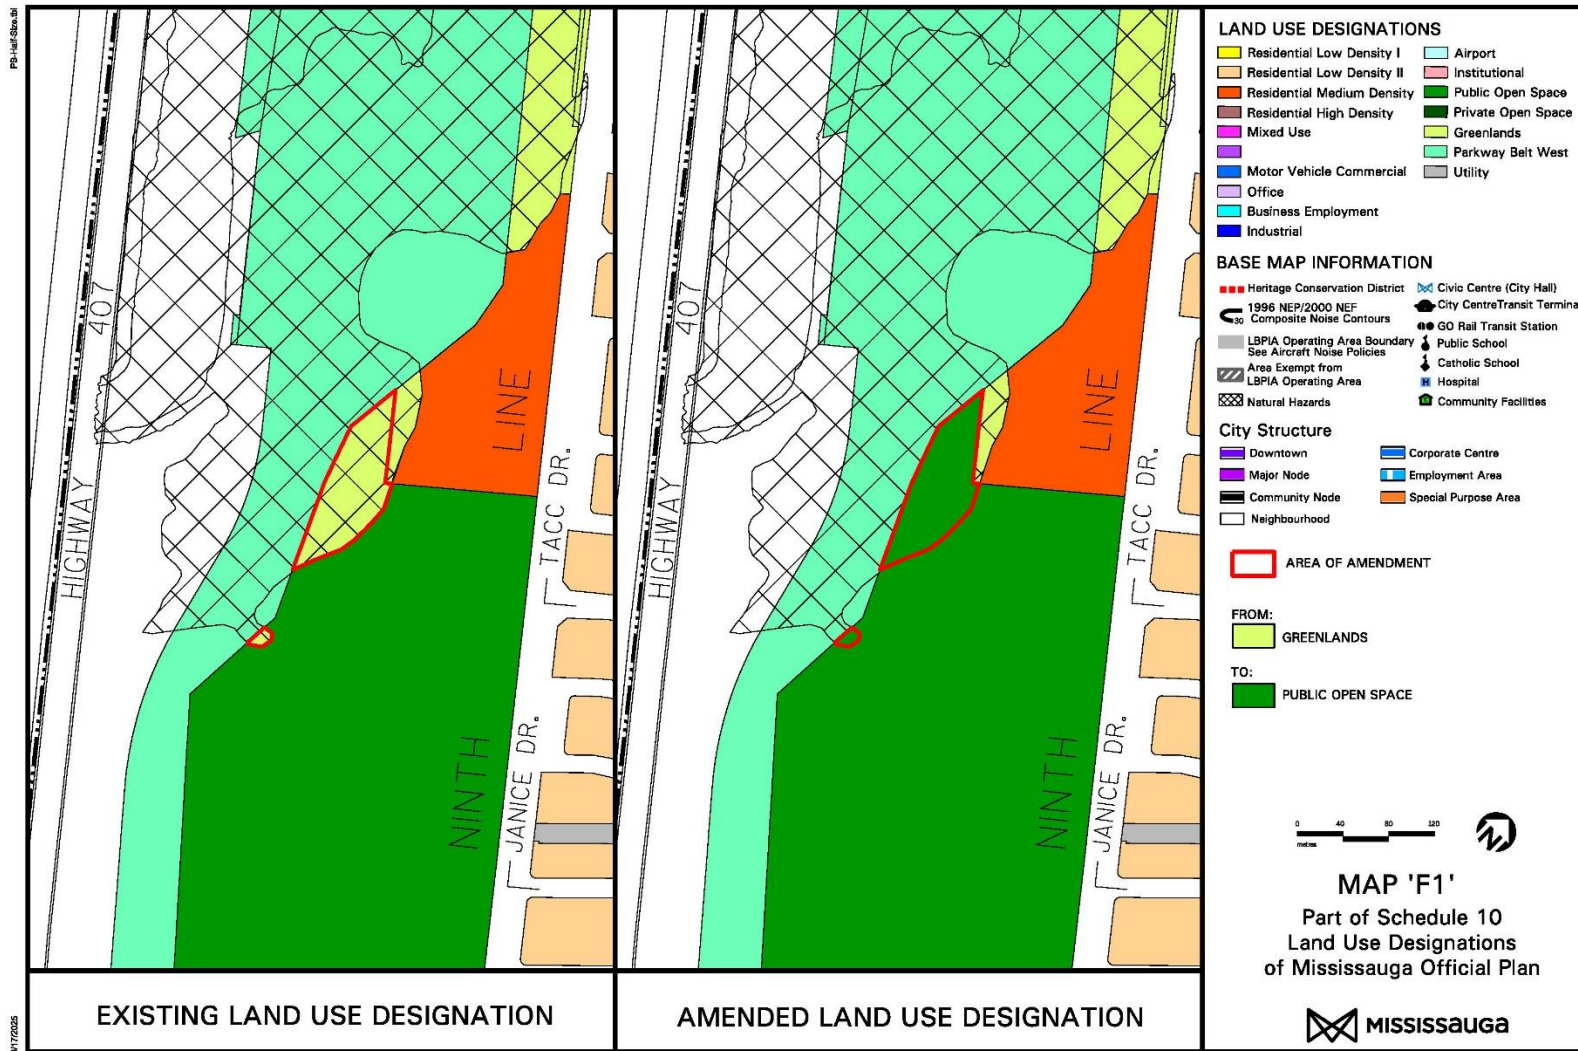 PB-Half-Size.tbl
HIGHWAY 407
LINE
NINTH
TACC DR.
JANICE DR.
EXISTING LAND USE DESIGNATION
HIGHWAY 407
LINE
NINTH
TACC DR.
JANICE DR.
AMENDED LAND USE DESIGNATION
LAND USE DESIGNATIONS
Residential Low Density I
Residential Low Density II
Residential Medium Density
Residential High Density
Mixed Use
Motor Vehicle Commercial
Office
Business Employment
Industrial
Airport
Institutional
Public Open Space
Private Open Space
Greenlands
Parkway Belt West
Utility
BASE MAP INFORMATION
Heritage Conservation District
30
1996 NEP/2000 NEF
Composite Noise Contours
LBPIA Operating Area Boundary
See Aircraft Noise Policies
Area Exempt from
LBPIA Operating Area
Natural Hazards
Civic Centre (City Hall)
City CentreTransit Termina
GO Rail Transit Station
Public School
Catholic School
H Hospital
Community Facilities
City Structure
Downtown
Major Node
Community Node
Neighbourhood
Corporate Centre
Employment Area
Special Purpose Area
AREA OF AMENDMENT
FROM:
GREENLANDS
TO:
PUBLIC OPEN SPACE
0 40 80 120
metres
MAP 'F1'
Part of Schedule 10
Land Use Designations
of Mississauga Official Plan
MISSISSAUGA